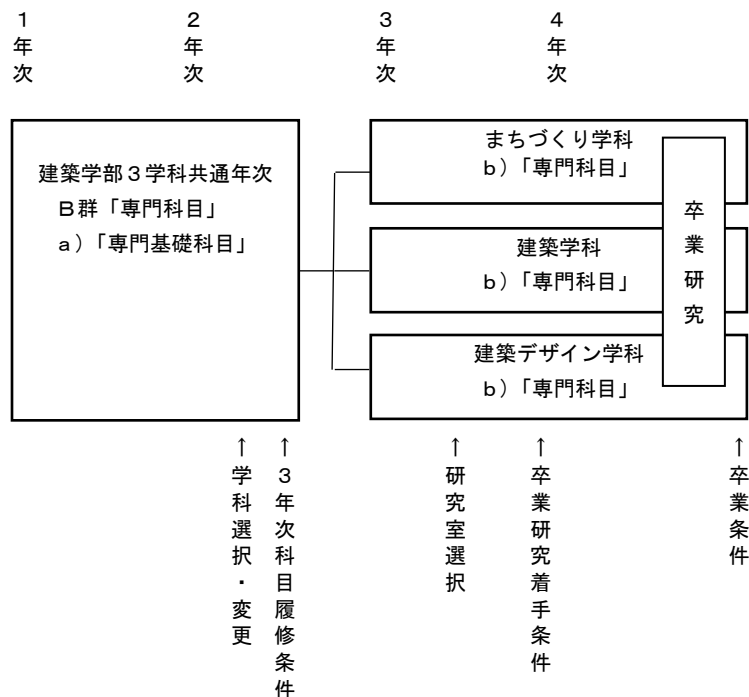 １年次
２年次
３年次
４年次
建築学部３学科共通年次
Ｂ群「専門科目」
ａ）「専門基礎科目」
まちづくり学科
ｂ）「専門科目」
建築学科
ｂ）「専門科目」
建築デザイン学科
ｂ）「専門科目」
卒業研究
↑学科選択・変更
↑３年次科目履修条件
↑研究室選択
↑卒業研究着手条件
↑卒業条件